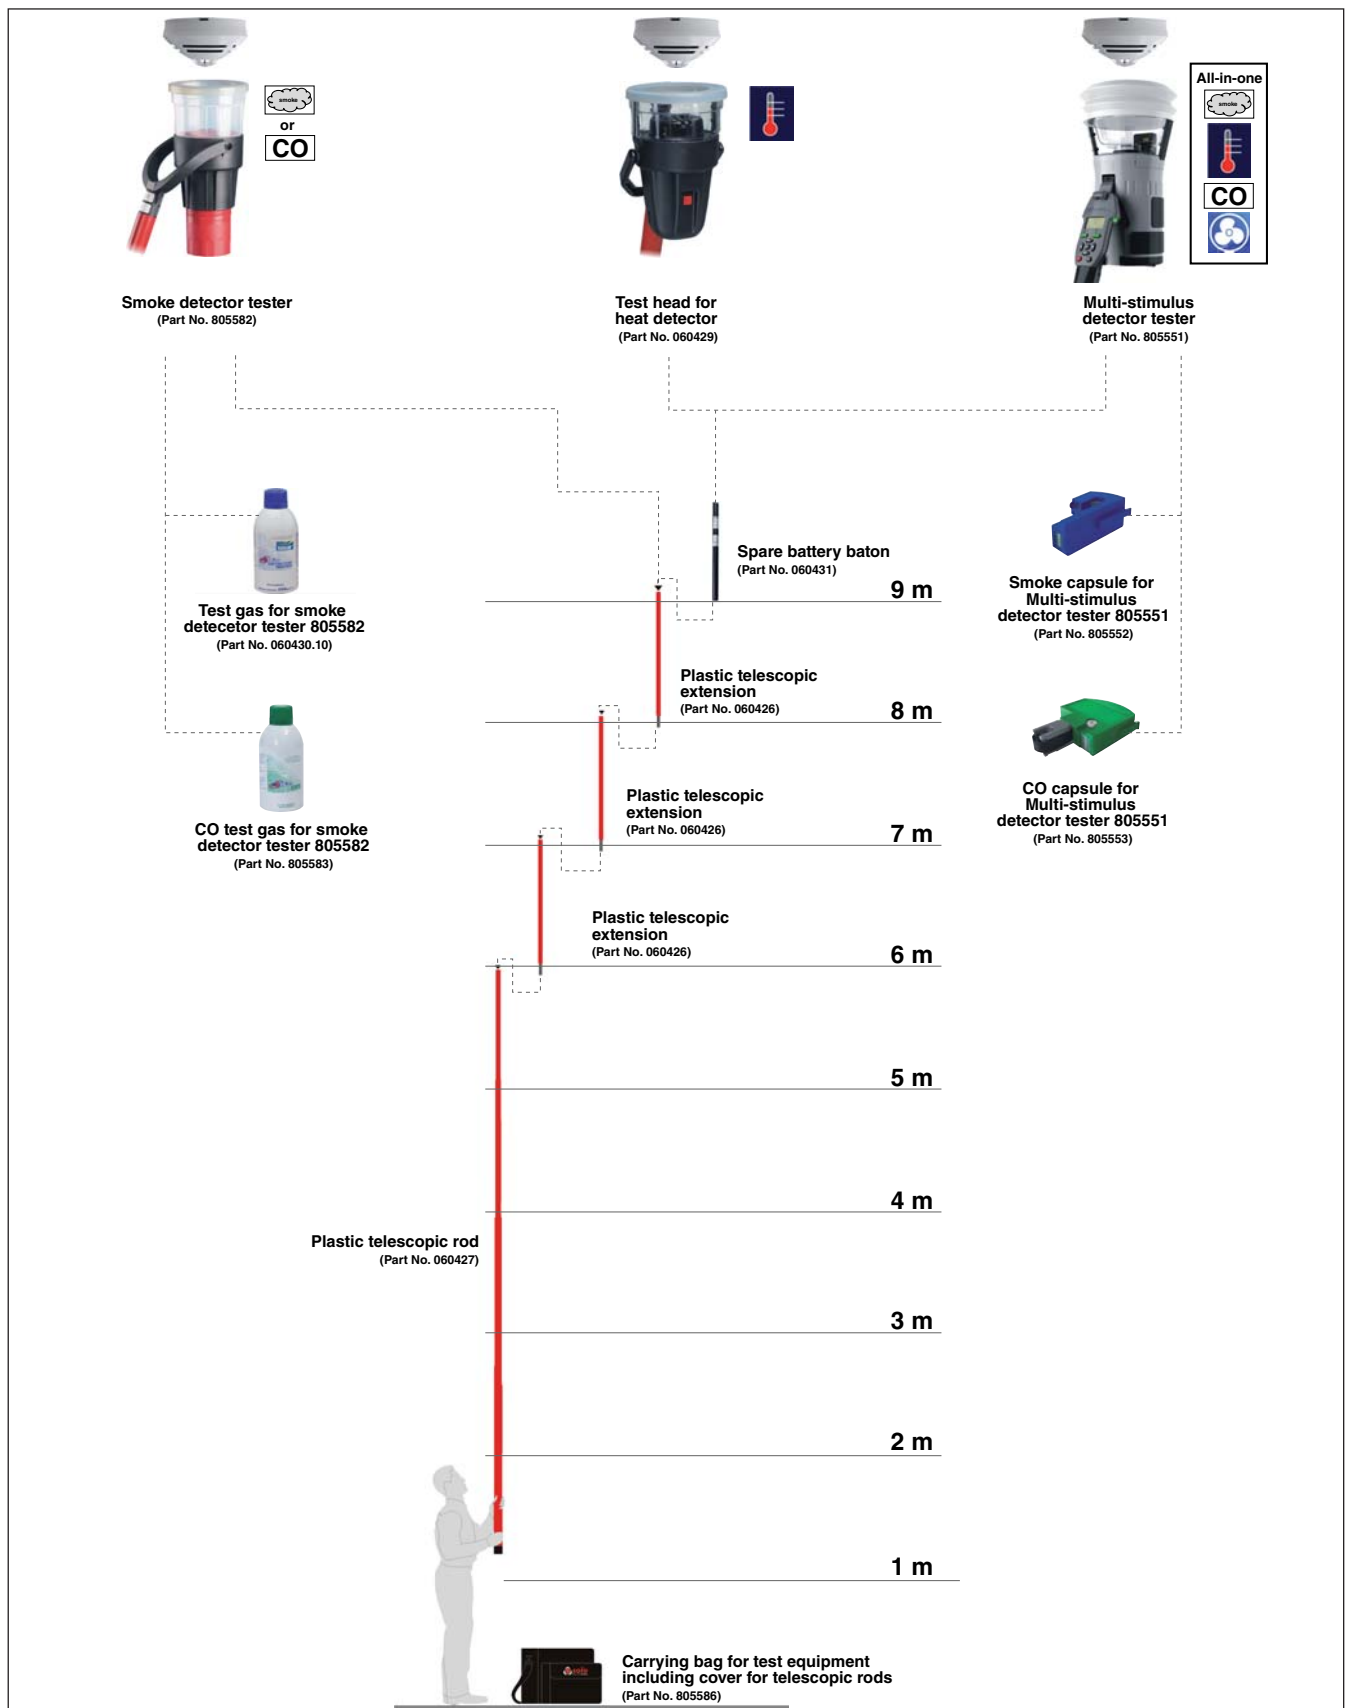 smoke
or
CO
All-in-one
smoke
CO
Smoke detector tester
(Part No. 805582)
Test head for
heat detector
(Part No. 060429)
Multi-stimulus
detector tester
(Part No. 805551)
Spare battery baton
(Part No. 060431)
9 m
Test gas for smoke
detecetor tester 805582
(Part No. 060430.10)
Smoke capsule for
Multi-stimulus
detector tester 805551
(Part No. 805552)
Plastic telescopic
extension
(Part No. 060426)
8 m
Plastic telescopic
extension
(Part No. 060426)
7 m
CO test gas for smoke
detector tester 805582
(Part No. 805583)
CO capsule for
Multi-stimulus
detector tester 805551
(Part No. 805553)
Plastic telescopic
extension
(Part No. 060426)
6 m
5 m
4 m
Plastic telescopic rod
(Part No. 060427)
3 m
2 m
1 m
solo
Carrying bag for test equipment
including cover for telescopic rods
(Part No. 805586)